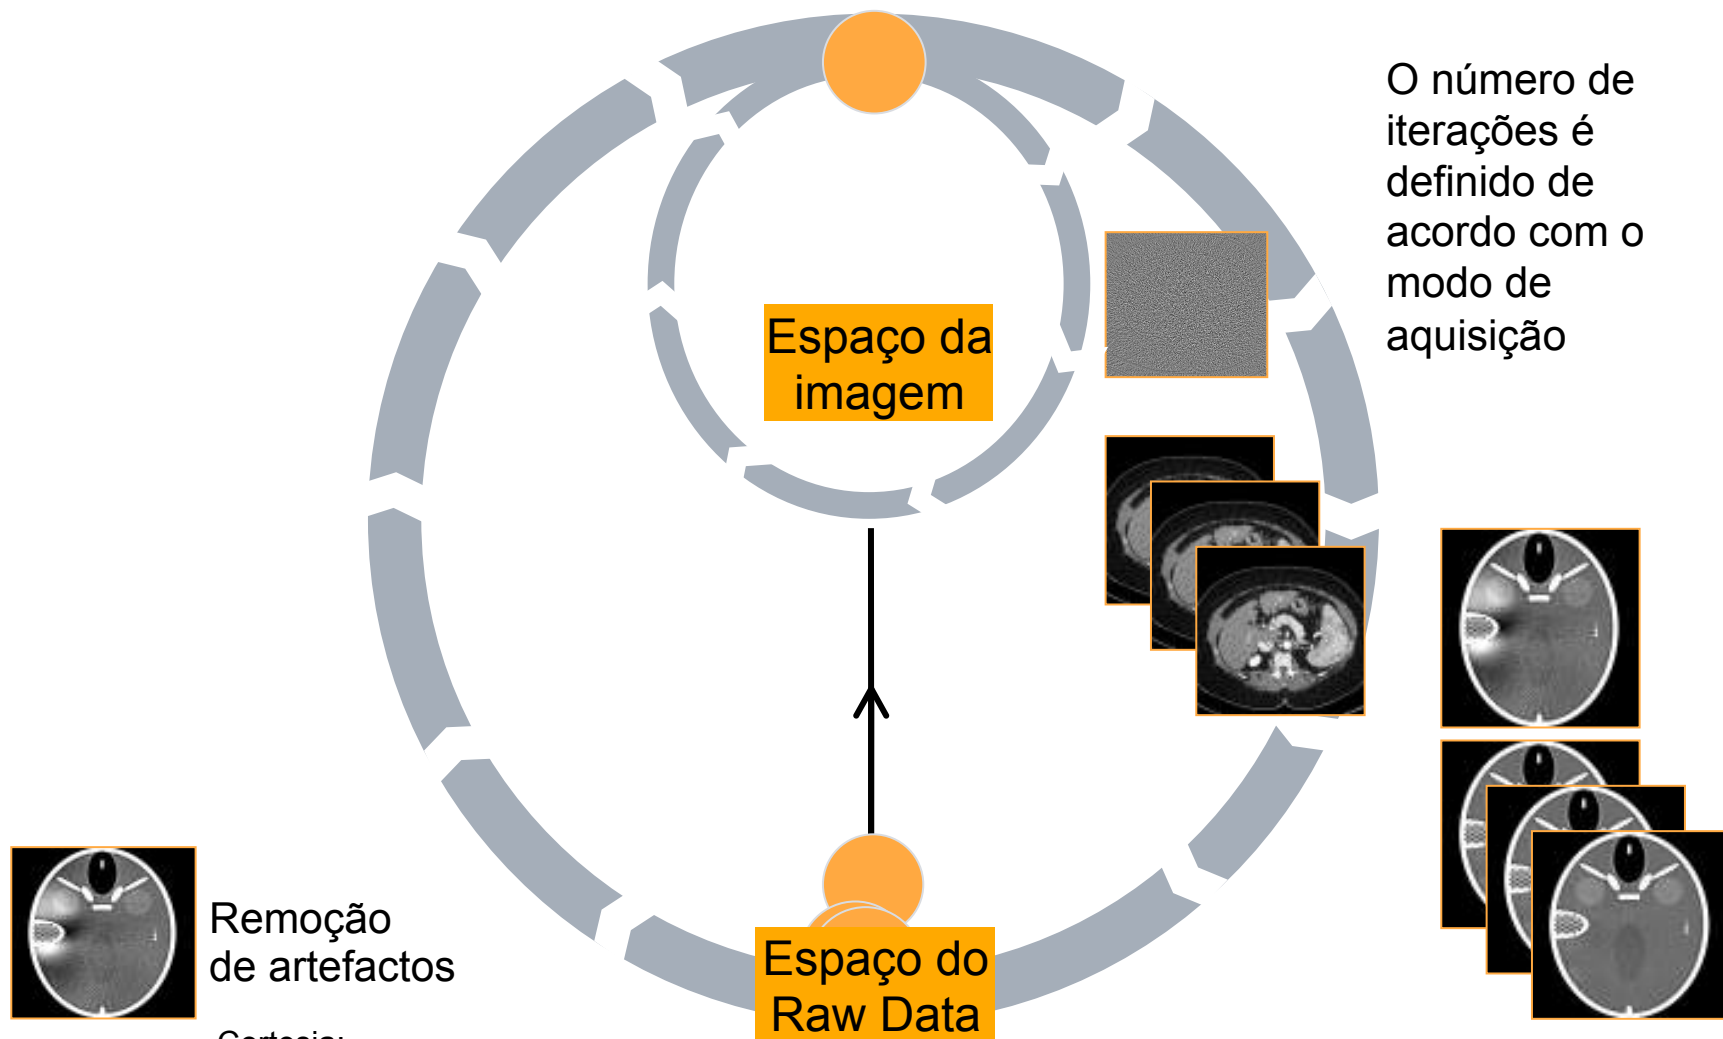 O número de
iterações é
definido de
acordo com o
modo de
aquisição
Espaço da
imagem
Remoção
de artefactos
Espaço do
Raw Data
Cortesia: